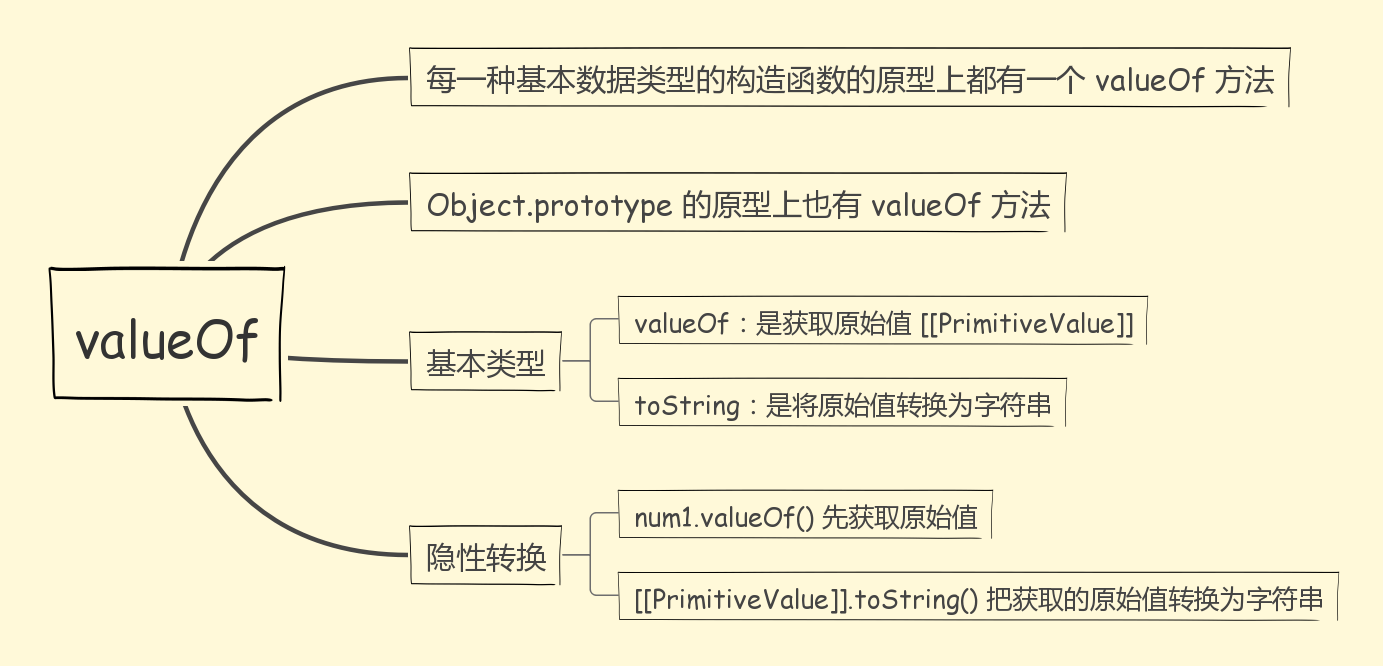 每一种基本数据类型的构造函数的原型上都有一个 valueOf 方法
Object.prototype 的原型上也有 valueOf 方法
valueOf
基本类型
valueOf：是获取原始值 [[PrimitiveValue]]
toString：是将原始值转换为字符串
隐性转换
num1.valueOf() 先获取原始值
[[PrimitiveValue]].toString() 把获取的原始值转换为字符串